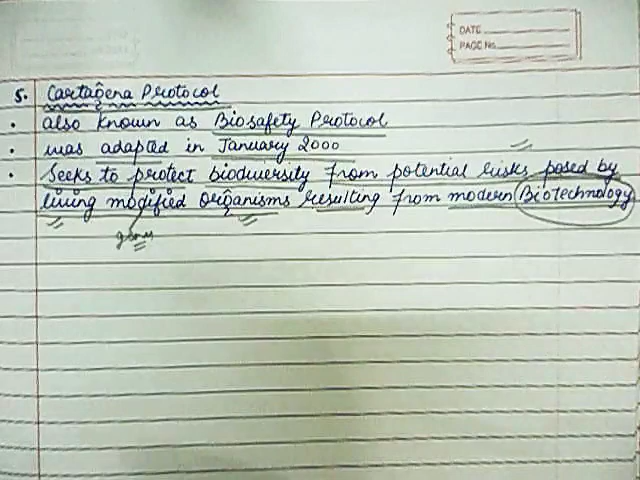 DATE
PAGE No.
5. Cartagena Protocol
• also known as Biosafety Protocol
• was adapted in January 2000
• Seeks to protect biodiversity from potential risks posed by
living modified organisms resulting from modern Biotechnology